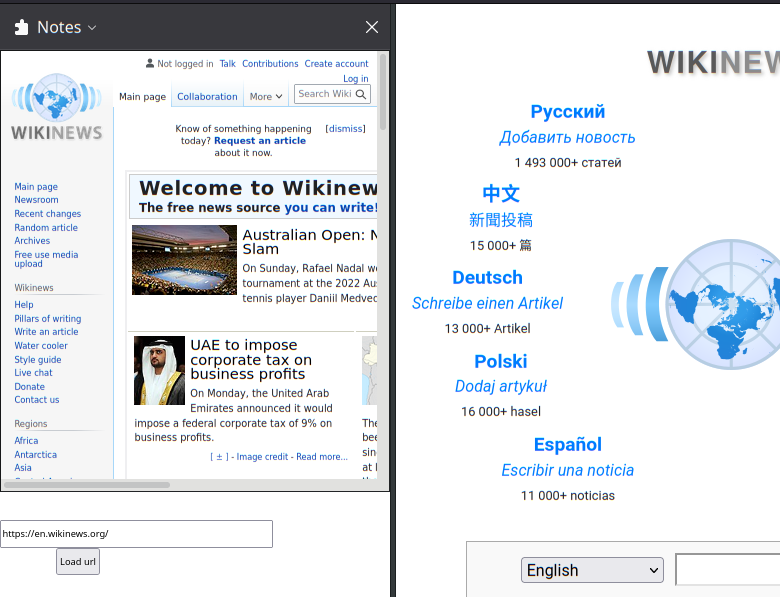 Notes
Not logged in Talk Contributions Create account
Log in
Main page Collaboration More Search Wiki
WIKINEWS
Know of something happening [dismiss]
today? Request an article
about it now.
Main page
Newsroom
Recent changes
Random article
Archives
Free use media
upload
Wikinews
Help
Pillars of writing
Write an article
Water cooler
Style guide
Live chat
Donate
Contact us
Regions
Africa
Antarctica
Asia
Welcome to Wikinew
The free news source you can write!
Australian Open: N
Slam
On Sunday, Rafael Nadal w
tournament at the 2022 Au
tennis player Daniil Medved
UAE to impose
corporate tax on
business profits
On Monday, the United Arab
Emirates announced it would
impose a federal corporate tax of 9% on
business profits.
[ ± ] - Image credit - Read more...
The
bee
sin
at l
https://en.wikinews.org/
Load url
WIKINEW
Русский
Добавить новость
1 493 000+ статей
中文
新聞投稿
15 000+ 篇
Deutsch
Schreibe einen Artikel
13 000+ Artikel
Polski
Dodaj artykuł
16 000+ haseł
Español
Escribir una noticia
11 000+ noticias
English